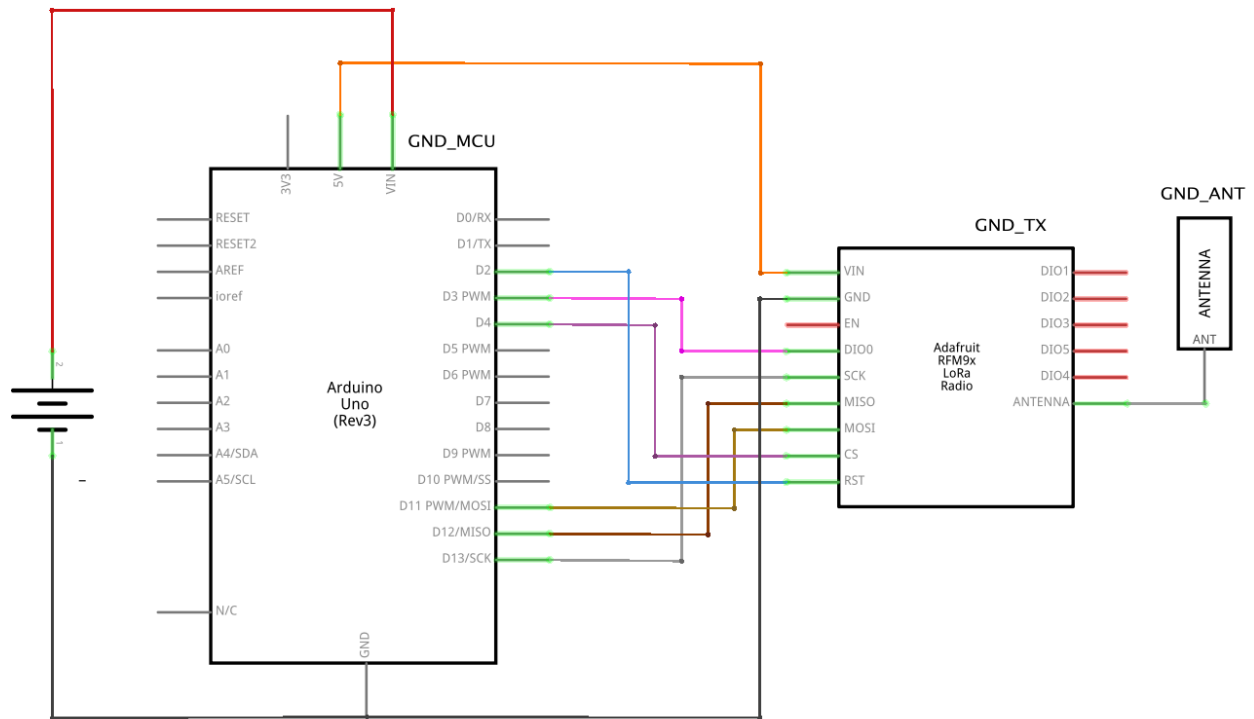 GND_MCU
3V3
5V
VIN
RESET
RESET2
AREF
ioref
A0
A1
A2
A3
A4/SDA
A5/SCL
N/C
D0/RX
D1/TX
D2
D3 PWM
D4
D5 PWM
D6 PWM
D7
D8
D9 PWM
D10 PWM/SS
D11 PWM/MOSI
D12/MISO
D13/SCK
Arduino
Uno
(Rev3)
GND
2
1
–
GND_TX
VIN
GND
EN
DIO0
SCK
MISO
MOSI
CS
RST
Adafruit
RFM9x
LoRa
Radio
DIO1
DIO2
DIO3
DIO5
DIO4
ANTENNA
GND_ANT
ANTENNA
ANT